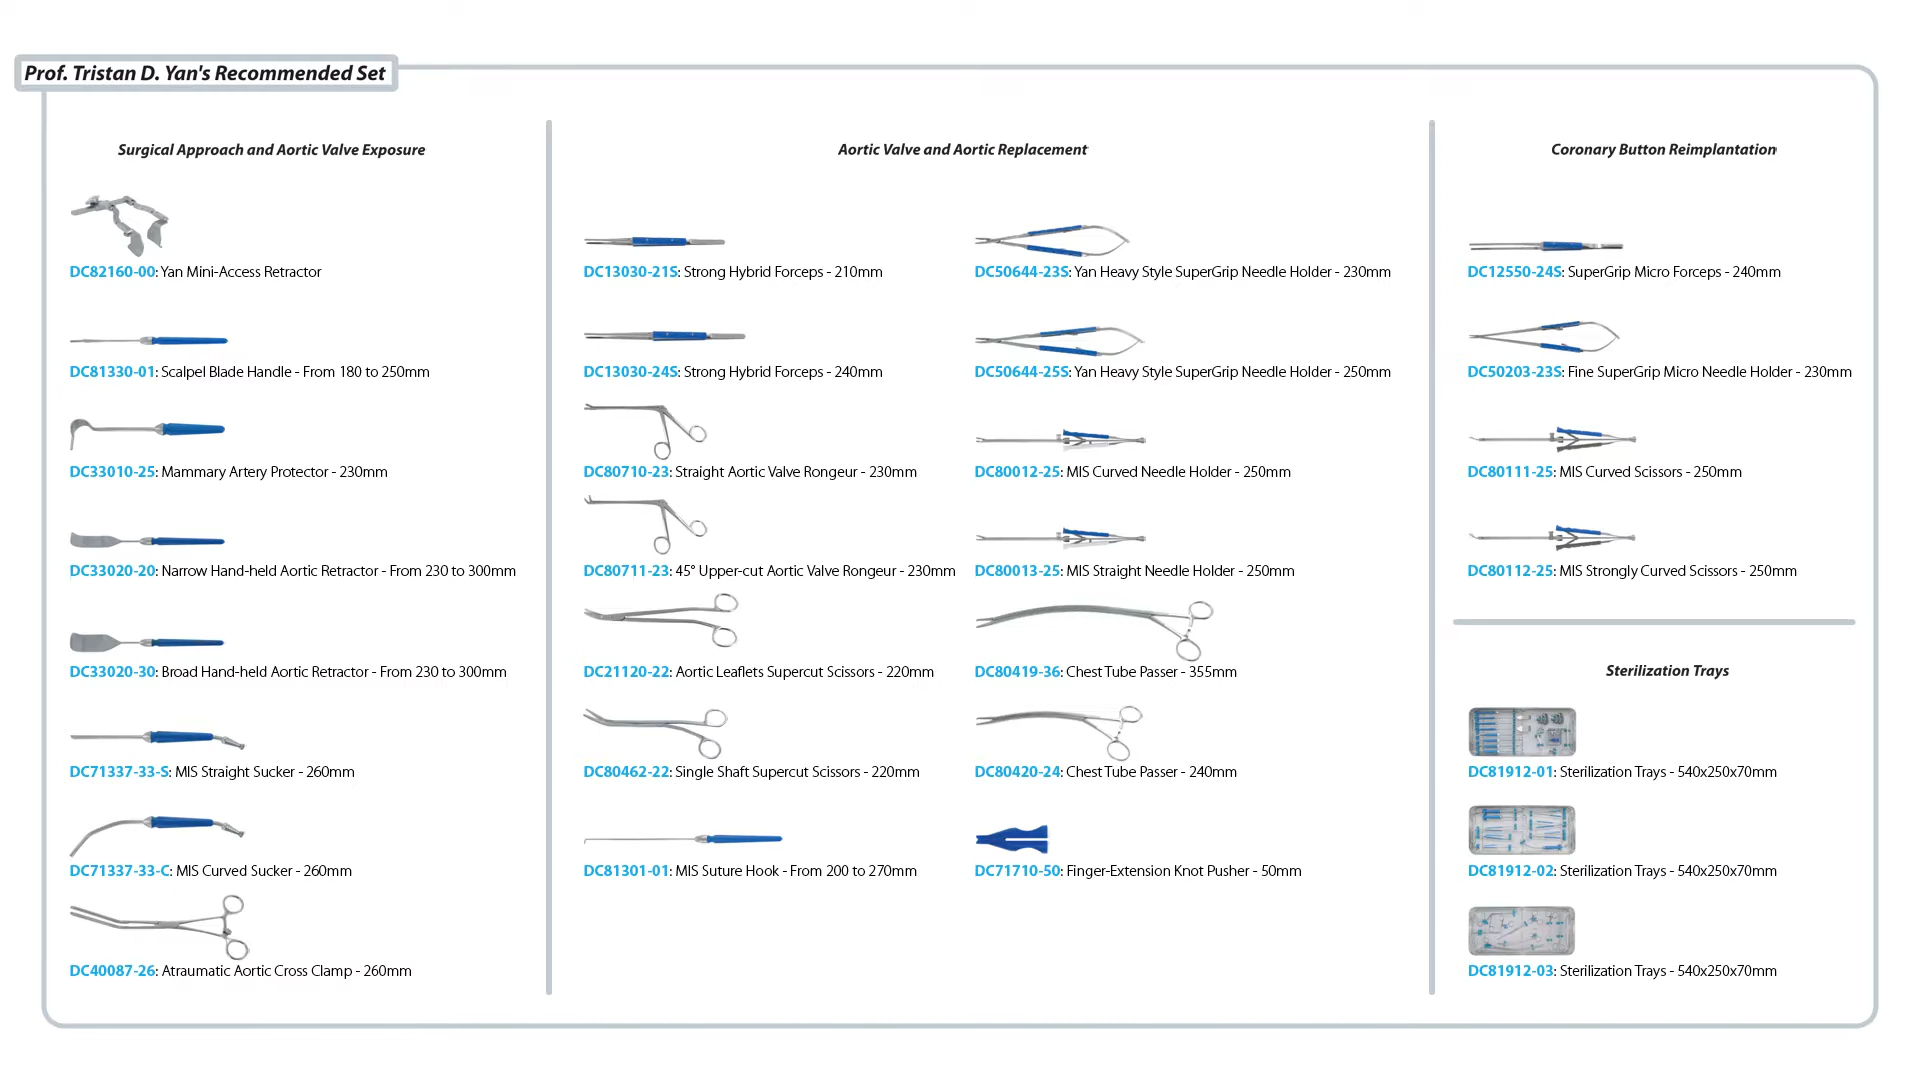 Prof. Tristan D. Yan's Recommended Set
Surgical Approach and Aortic Valve Exposure
DC82160-00: Yan Mini-Access Retractor
DC81330-01: Scalpel Blade Handle - From 180 to 250mm
DC33010-25: Mammary Artery Protector - 230mm
DC33020-20: Narrow Hand-held Aortic Retractor - From 230 to 300mm
DC33020-30: Broad Hand-held Aortic Retractor - From 230 to 300mm
DC71337-33-S: MIS Straight Sucker - 260mm
DC71337-33-C: MIS Curved Sucker - 260mm
DC40087-26: Atraumatic Aortic Cross Clamp - 260mm
Aortic Valve and Aortic Replacement
DC13030-21S: Strong Hybrid Forceps - 210mm
DC13030-24S: Strong Hybrid Forceps - 240mm
DC80710-23: Straight Aortic Valve Rongeur - 230mm
DC80711-23: 45° Upper-cut Aortic Valve Rongeur - 230mm
DC21120-22: Aortic Leaflets Supercut Scissors - 220mm
DC80462-22: Single Shaft Supercut Scissors - 220mm
DC81301-01: MIS Suture Hook - From 200 to 270mm
DC50644-23S: Yan Heavy Style SuperGrip Needle Holder - 230mm
DC50644-25S: Yan Heavy Style SuperGrip Needle Holder - 250mm
DC80012-25: MIS Curved Needle Holder - 250mm
DC80013-25: MIS Straight Needle Holder - 250mm
DC80419-36: Chest Tube Passer - 355mm
DC80420-24: Chest Tube Passer - 240mm
DC71710-50: Finger-Extension Knot Pusher - 50mm
Coronary Button Reimplantation
DC12550-24S: SuperGrip Micro Forceps - 240mm
DC50203-23S: Fine SuperGrip Micro Needle Holder - 230mm
DC80111-25: MIS Curved Scissors - 250mm
DC80112-25: MIS Strongly Curved Scissors - 250mm
Sterilization Trays
DC81912-01: Sterilization Trays - 540x250x70mm
DC81912-02: Sterilization Trays - 540x250x70mm
DC81912-03: Sterilization Trays - 540x250x70mm